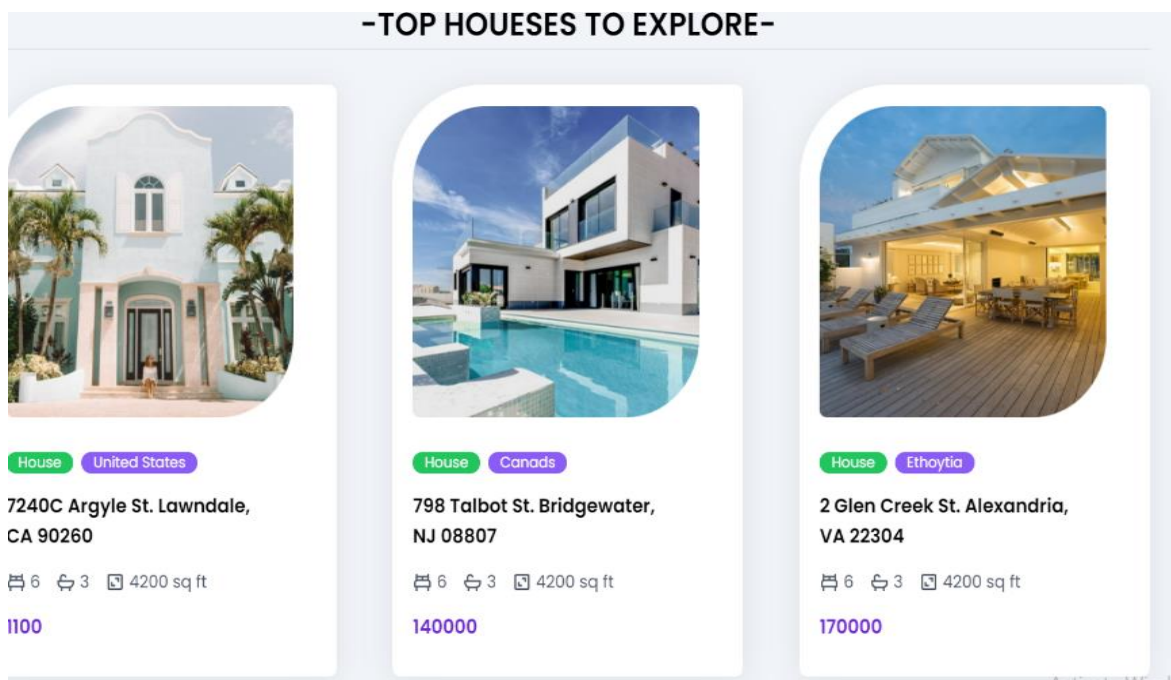 -TOP HOUESES TO EXPLORE-
House United States
7240C Argyle St. Lawndale,
CA 90260
6 3 4200 sq ft
1100
House Canads
798 Talbot St. Bridgewater,
NJ 08807
6 3 4200 sq ft
140000
House Ethoytia
2 Glen Creek St. Alexandria,
VA 22304
6 3 4200 sq ft
170000